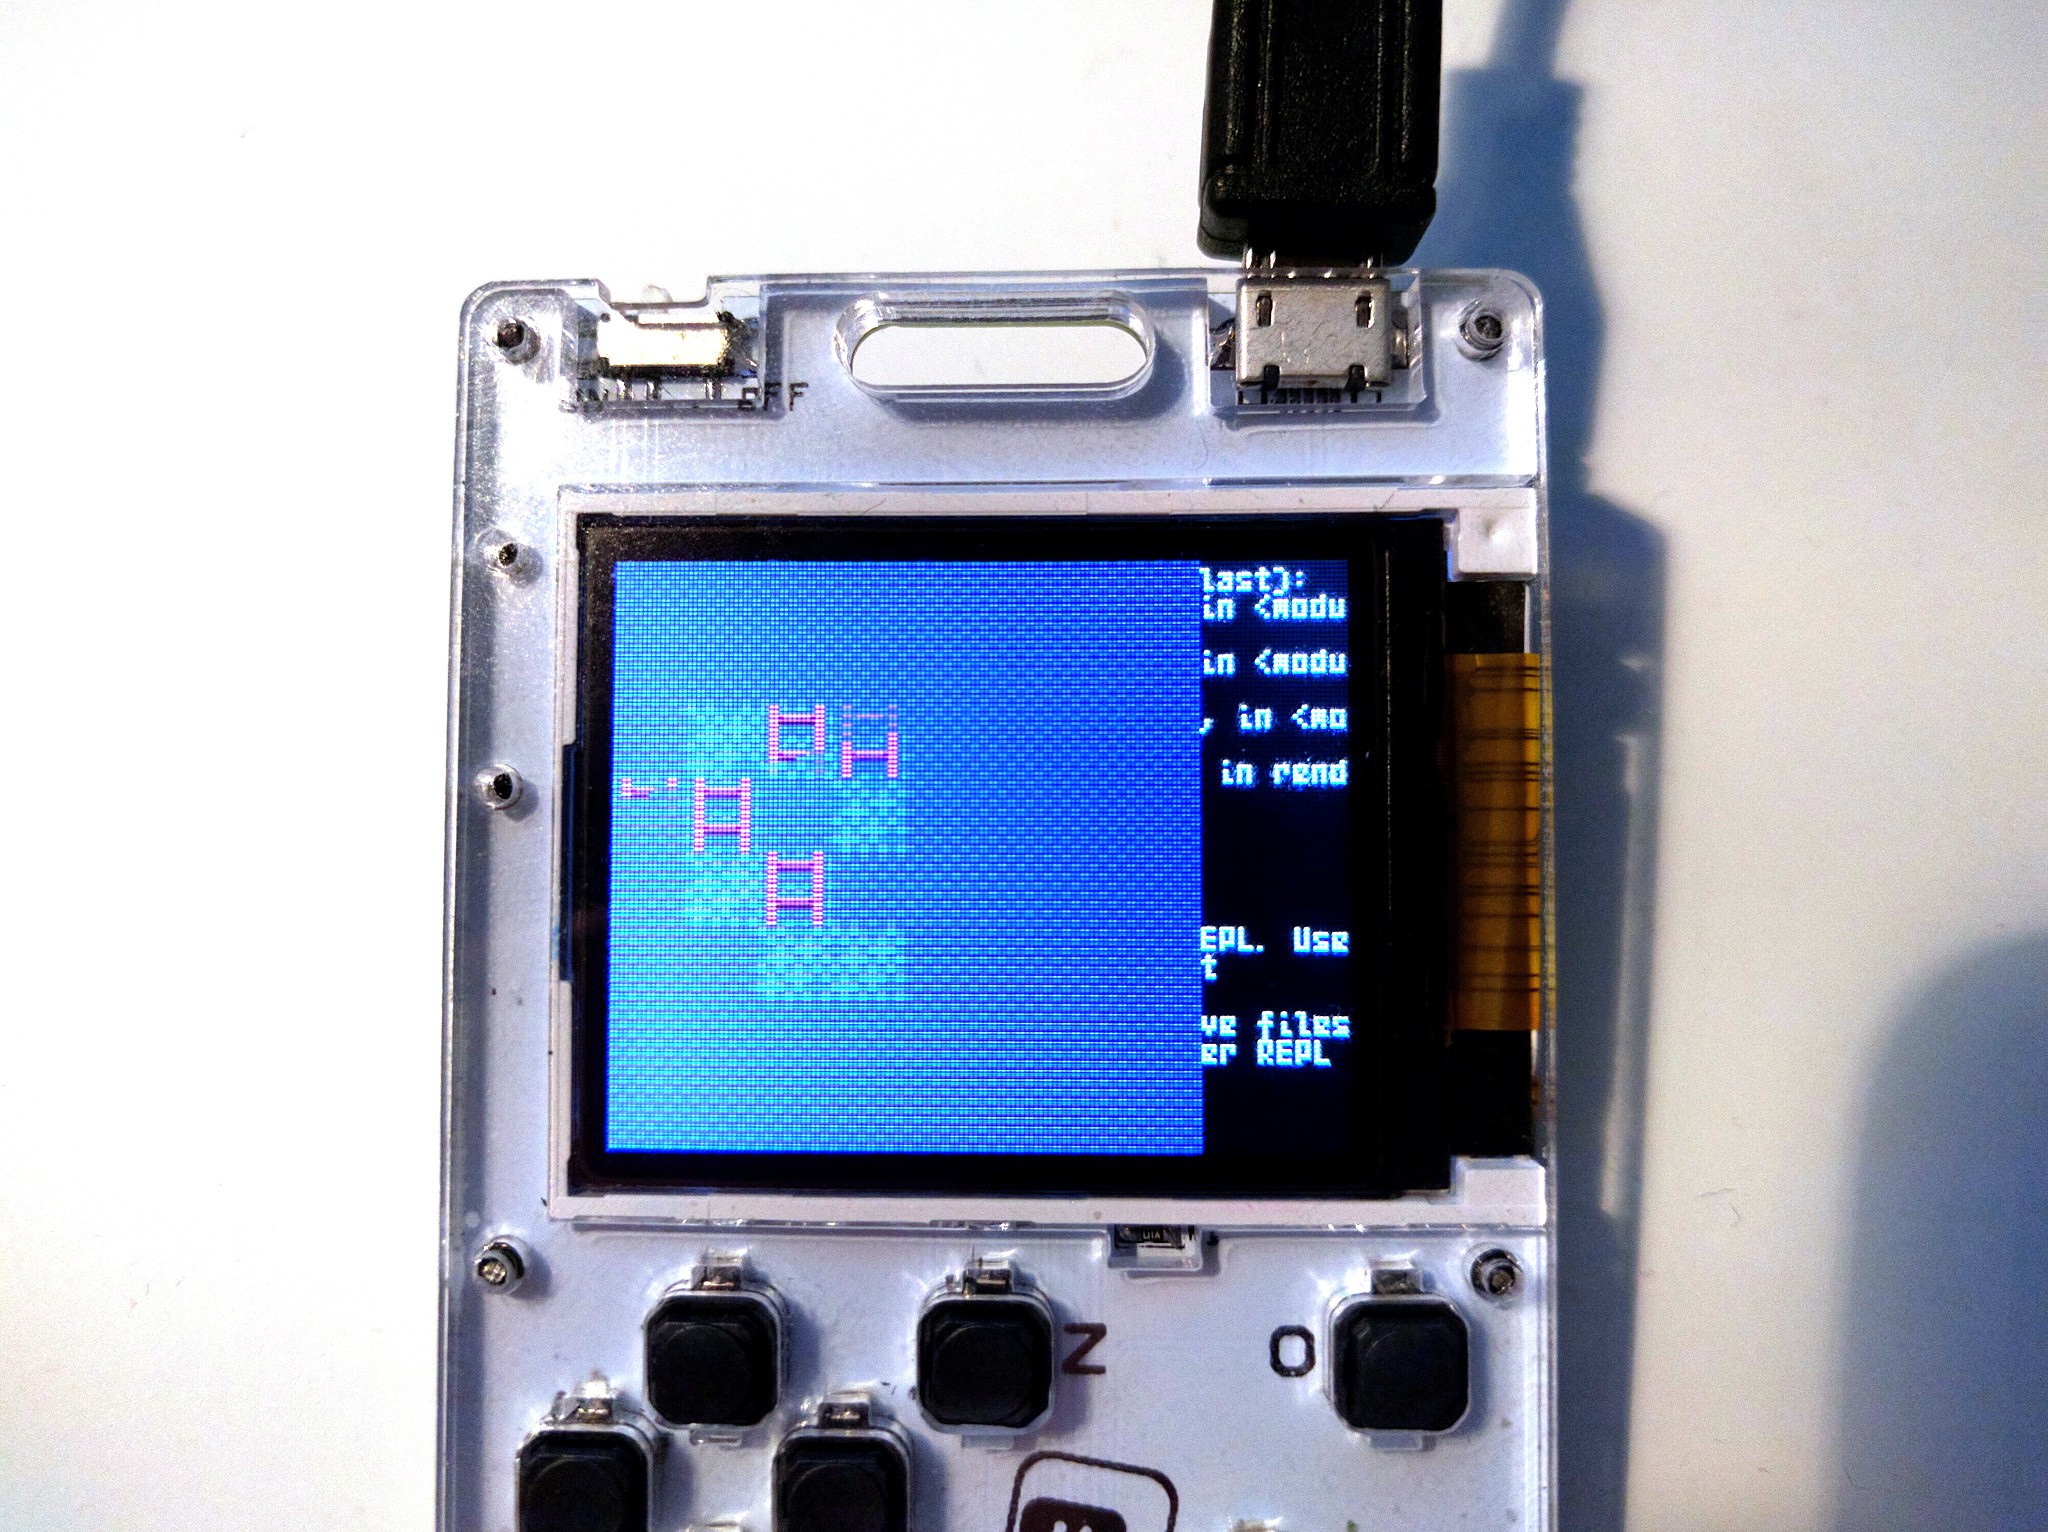 OFF
last):
in <modu
in <modu
, in <mo
in rend
EPL. Use
t
ve files
er REPL
Z O